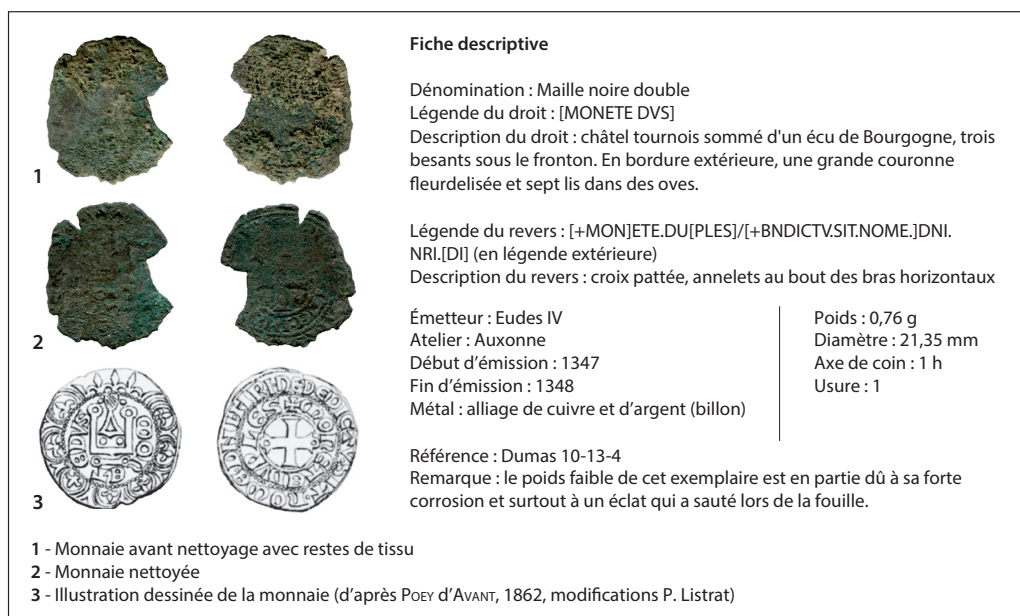 Fiche descriptive
Dénomination : Maille noire double
Légende du droit : [MONETE DVS]
Description du droit : châtel tournois sommé d'un écu de Bourgogne, trois
besants sous le fronton. En bordure extérieure, une grande couronne
fleurdelisée et sept lis dans des oves.
Légende du revers : [+MON]ETE.DU[PLES]/[+BNDICTV.SIT.NOME.]DNI.
NRI.[DI] (en légende extérieure)
Description du revers : croix pattée, annelets au bout des bras horizontaux
Émetteur : Eudes IV
Atelier : Auxonne
Début d'émission : 1347
Fin d'émission : 1348
Métal : alliage de cuivre et d'argent (billon)
Poids : 0,76 g
Diamètre : 21,35 mm
Axe de coin : 1 h
Usure : 1
Référence : Dumas 10-13-4
Remarque : le poids faible de cet exemplaire est en partie dû à sa forte
corrosion et surtout à un éclat qui a sauté lors de la fouille.
1
2
3
1 - Monnaie avant nettoyage avec restes de tissu
2 - Monnaie nettoyée
3 - Illustration dessinée de la monnaie (d'après POEY d'AVANT, 1862, modifications P. Listrat)